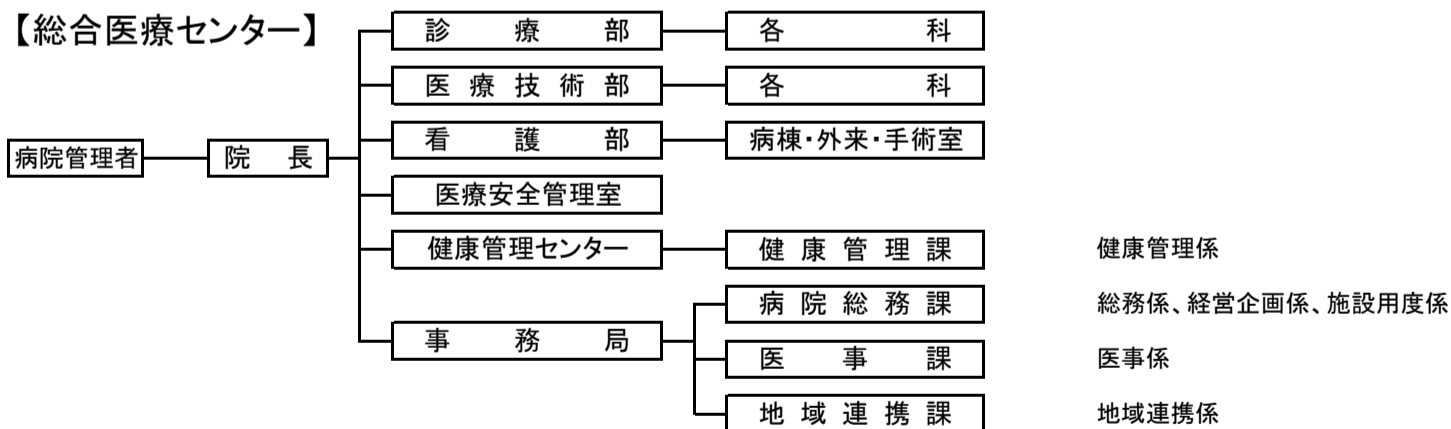 【総合医療センター】
診療部 各科
医療技術部 各科
看護部 病棟・外来・手術室
病院管理者 院長
医療安全管理室
健康管理センター 健康管理課 健康管理係
病院総務課 総務係、経営企画係、施設用度係
事務局
医事課 医事係
地域連携課 地域連携係